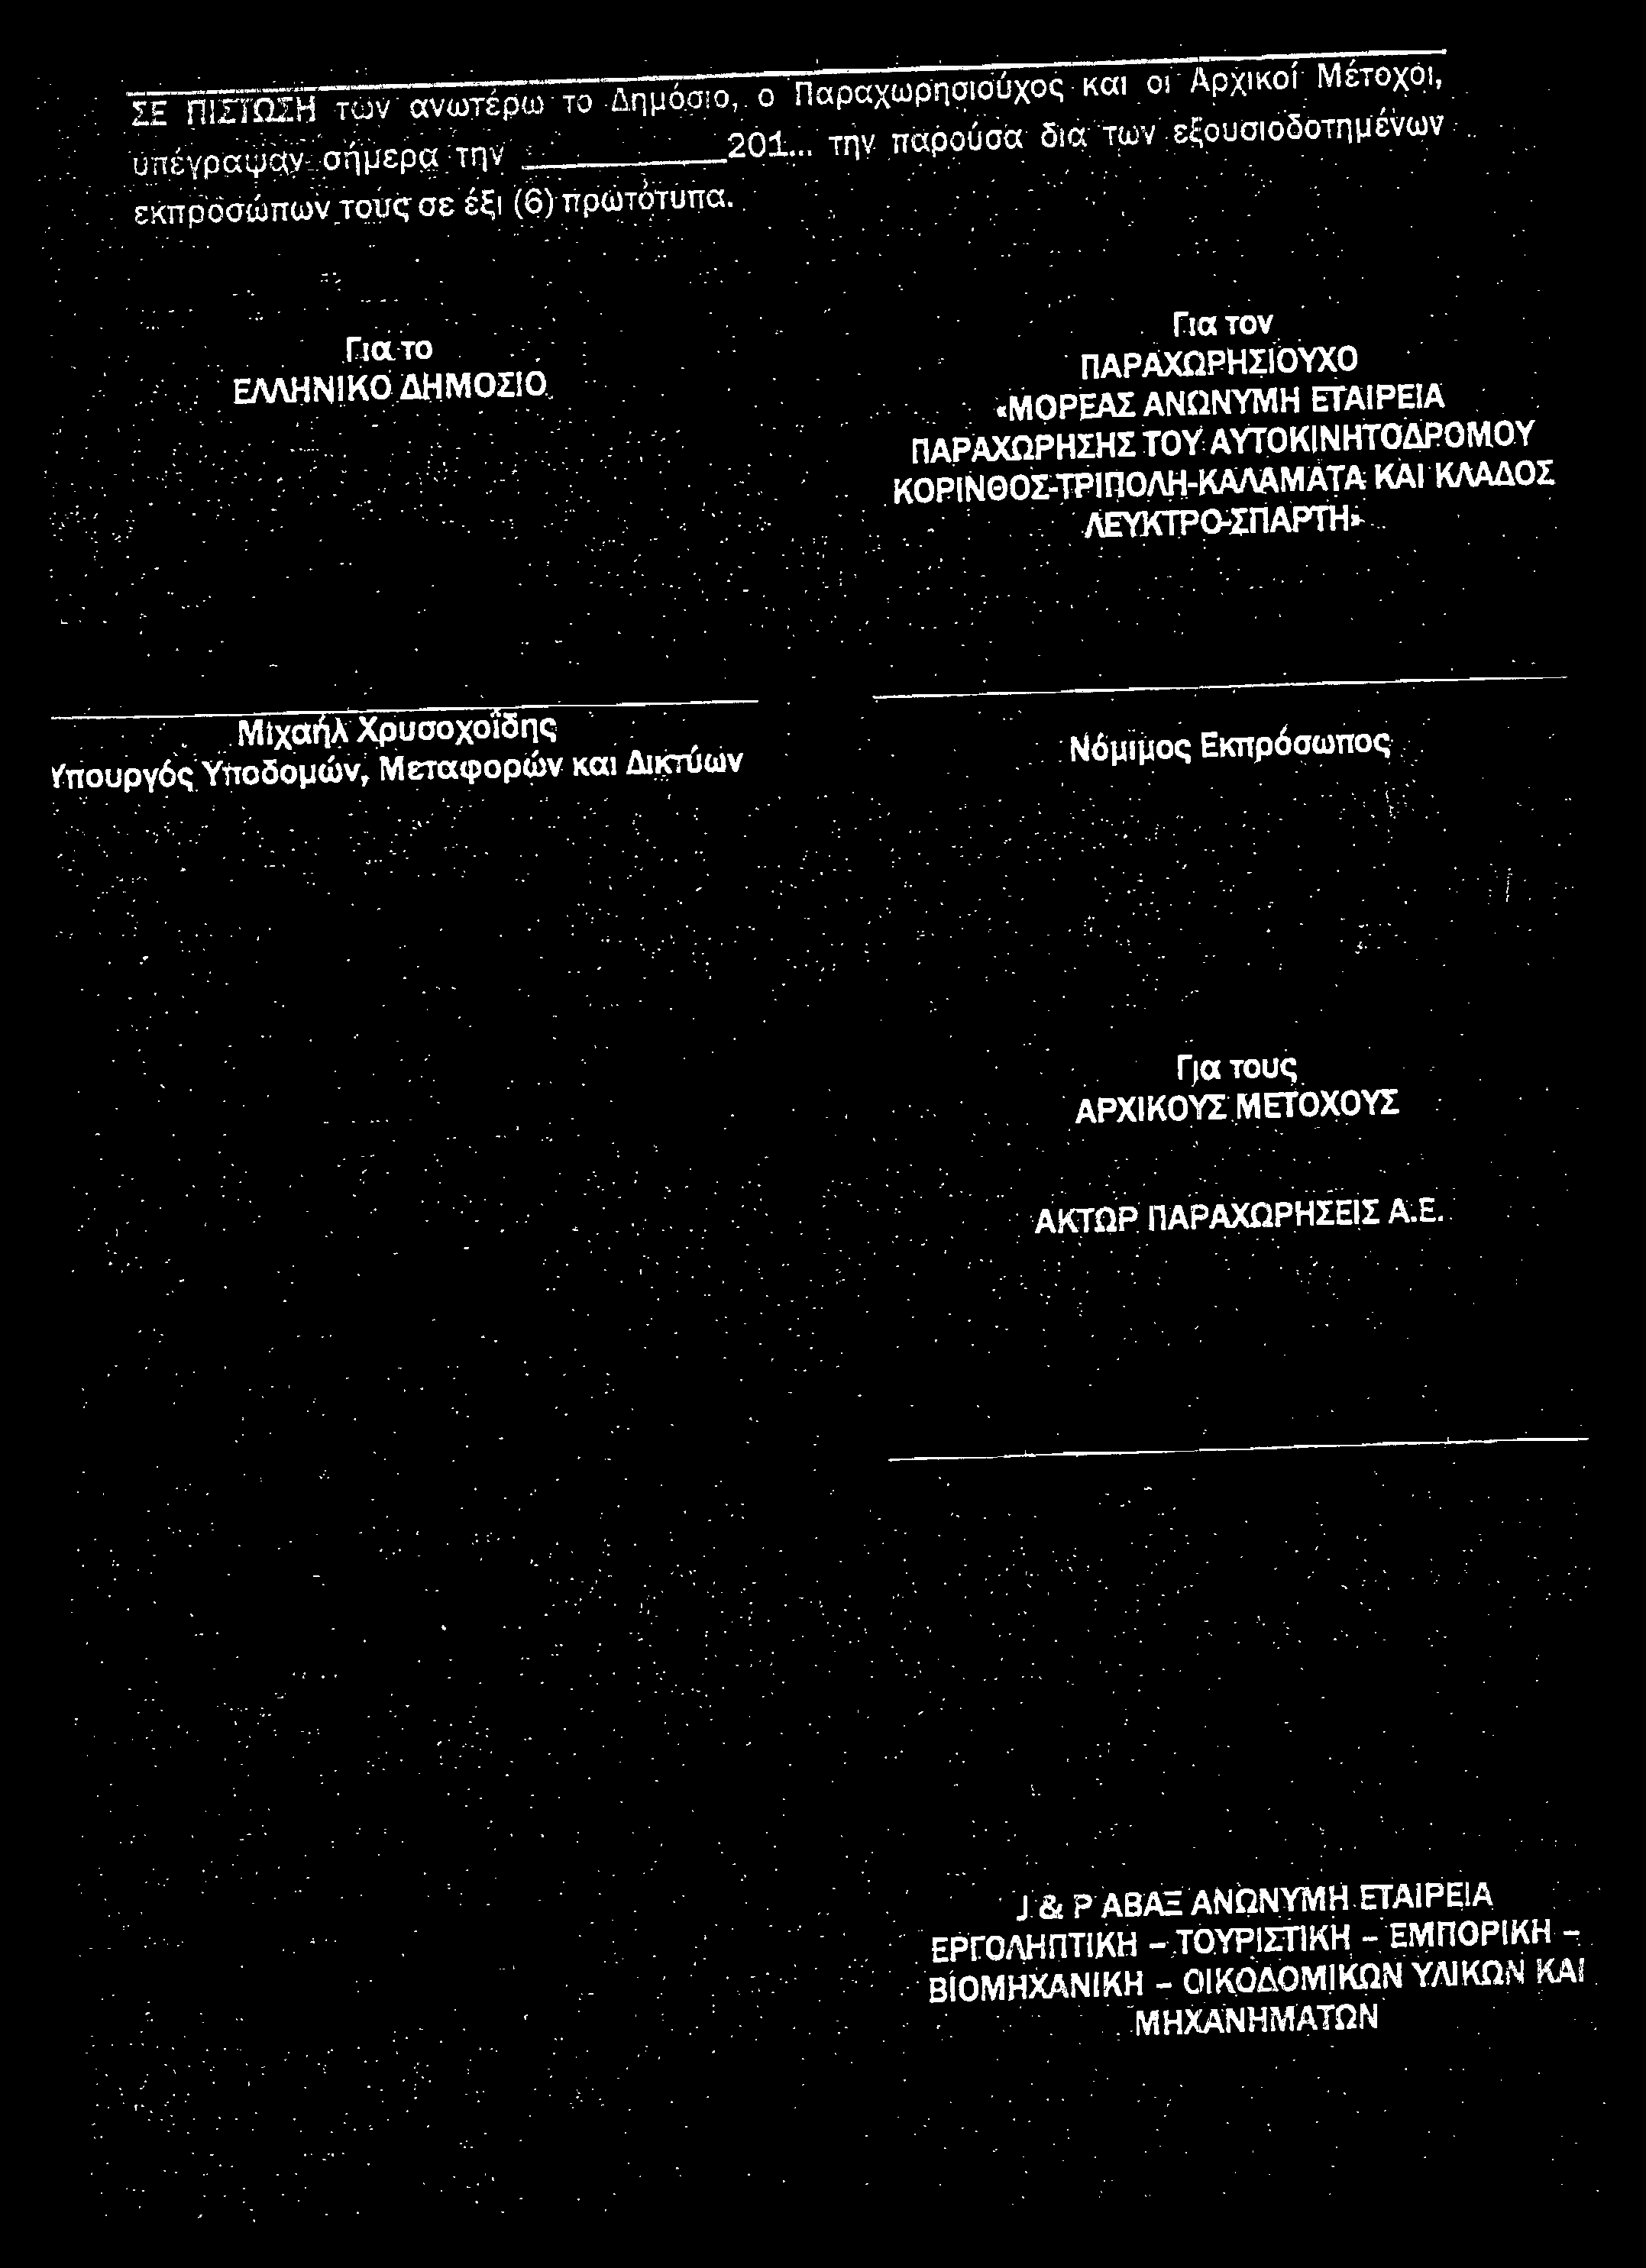 ΣΕ ΠΙΣΤΩΣΗ των ανωτέρω το Δημόσιο, ο Παραχωρησιούχος και οι Αρχικοί Μέτοχοι,
υπέγραψαν σήμερα την ____________201... την παρούσα δια των εξουσιοδοτημένων
εκπροσώπων τους σε έξι (6) πρωτότυπα.
Για το
ΕΛΛΗΝΙΚΟ ΔΗΜΟΣΙΟ
Για τον
ΠΑΡΑΧΩΡΗΣΙΟΥΧΟ
«ΜΟΡΕΑΣ ΑΝΩΝΥΜΗ ΕΤΑΙΡΕΙΑ
ΠΑΡΑΧΩΡΗΣΗΣ ΤΟΥ ΑΥΤΟΚΙΝΗΤΟΔΡΟΜΟΥ
ΚΟΡΙΝΘΟΣ-ΤΡΙΠΟΛΗ-ΚΑΛΑΜΑΤΑ ΚΑΙ ΚΛΑΔΟΣ
ΛΕΥΚΤΡΟ-ΣΠΑΡΤΗ»
Μιχαήλ Χρυσοχοΐδης
Υπουργός Υποδομών, Μεταφορών και Δικτύων
Νόμιμος Εκπρόσωπος
Για τους
ΑΡΧΙΚΟΥΣ ΜΕΤΟΧΟΥΣ
ΑΚΤΩΡ ΠΑΡΑΧΩΡΗΣΕΙΣ Α.Ε.
J & P ΑΒΑΞ ΑΝΩΝΥΜΗ ΕΤΑΙΡΕΙΑ
ΕΡΓΟΛΗΠΤΙΚΗ – ΤΟΥΡΙΣΤΙΚΗ – ΕΜΠΟΡΙΚΗ –
ΒΙΟΜΗΧΑΝΙΚΗ – ΟΙΚΟΔΟΜΙΚΩΝ ΥΛΙΚΩΝ ΚΑΙ
ΜΗΧΑΝΗΜΑΤΩΝ